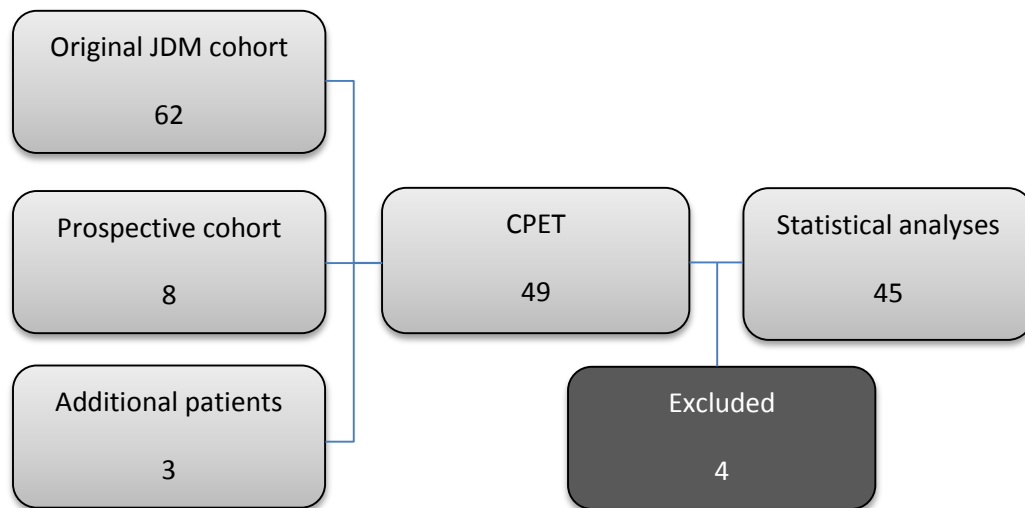 Original JDM cohort
62
Prospective cohort
8
Additional patients
3
CPET
49
Statistical analyses
45
Excluded
4